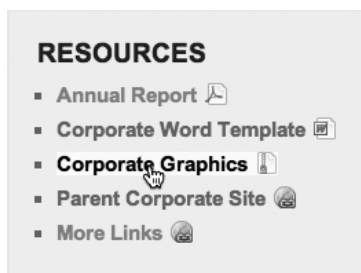 RESOURCES
Annual Report
Corporate Word Template
Corporate Graphics
Parent Corporate Site
More Links